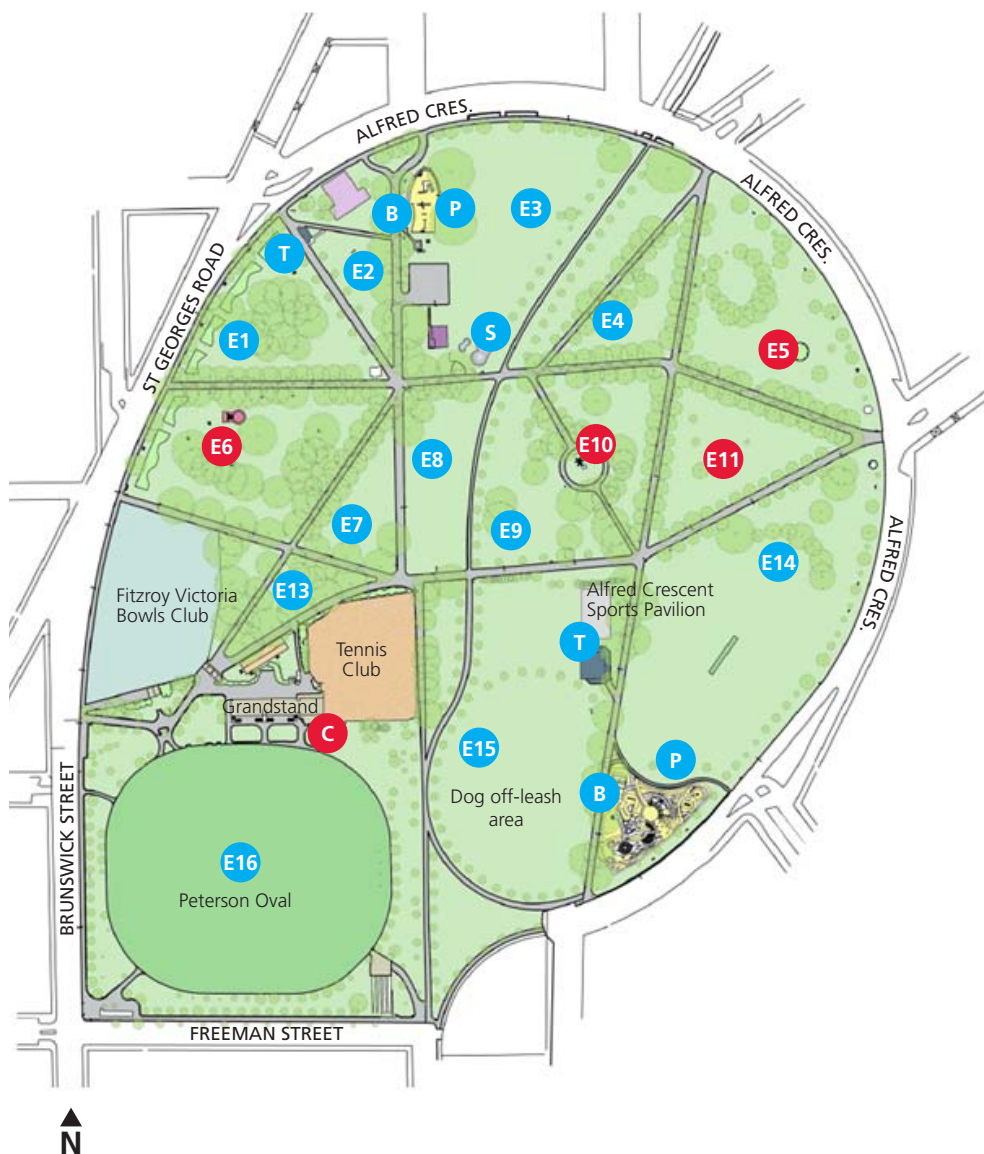 ALFRED CRES.
ALFRED CRES.
B
P
E3
T
E2
ST GEORGES ROAD
E4
S
E1
E5
E6
E10
E11
E8
E7
E9
ALFRED CRES.
E14
E13
Fitzroy Victoria
Bowls Club
Alfred Crescent
Sports Pavilion
T
Tennis
Club
Grandstand
C
E15
P
B
Dog off-leash
area
BRUNSWICK STREET
E16
Peterson Oval
FREEMAN STREET
N